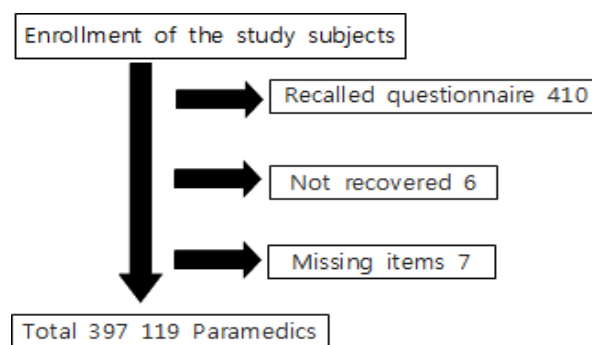 Enrollment of the study subjects
Recalled questionnaire 410
Not recovered 6
Missing items 7
Total 397 119 Paramedics